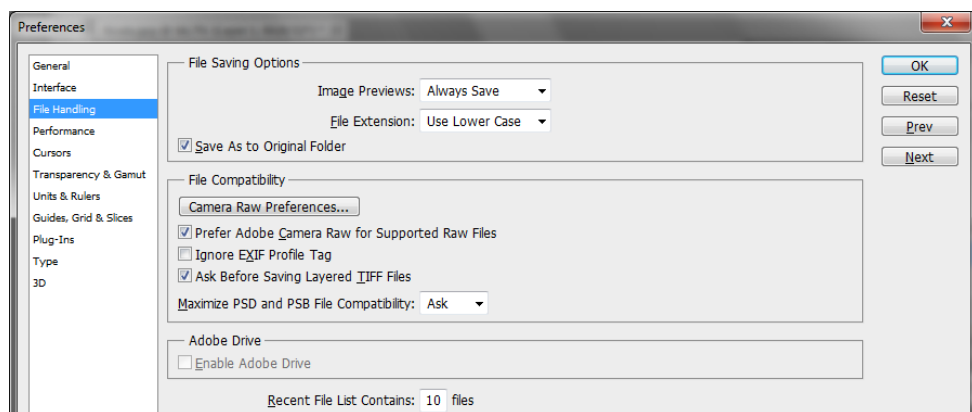 Preferences
General
Interface
File Handling
Performance
Cursors
Transparency & Gamut
Units & Rulers
Guides, Grid & Slices
Plug-Ins
Type
3D
File Saving Options
Image Previews: Always Save
File Extension: Use Lower Case
Save As to Original Folder
File Compatibility
Camera Raw Preferences...
Prefer Adobe Camera Raw for Supported Raw Files
Ignore EXIF Profile Tag
Ask Before Saving Layered TIFF Files
Maximize PSD and PSB File Compatibility: Ask
Adobe Drive
Enable Adobe Drive
Recent File List Contains: 10 files
OK
Reset
Prev
Next